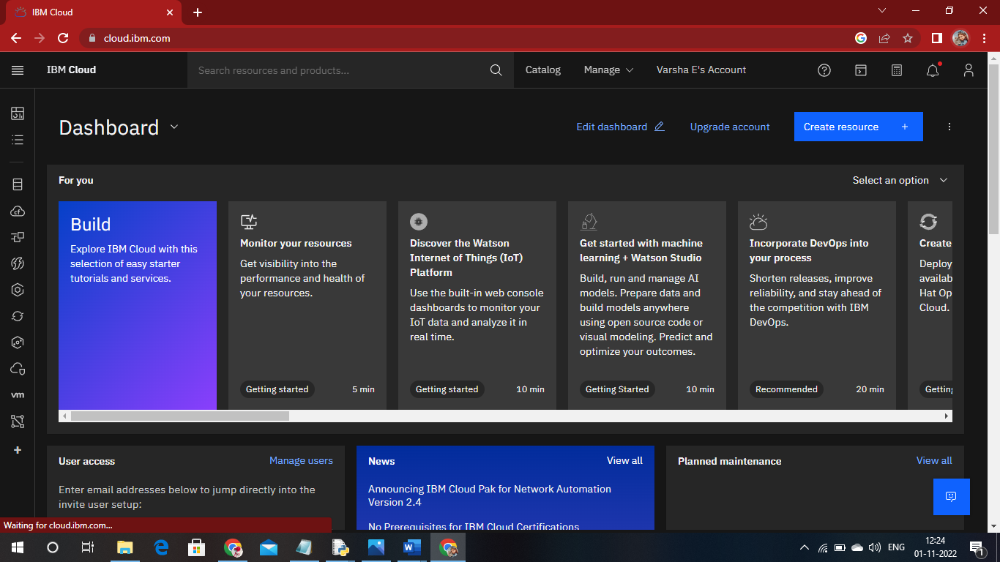 IBM Cloud
cloud.ibm.com
IBM Cloud
Search resources and products...
Catalog
Manage
Varsha E's Account
Dashboard
Edit dashboard
Upgrade account
Create resource +
For you
Select an option
Build
Explore IBM Cloud with this
selection of easy starter
tutorials and services.
Monitor your resources
Get visibility into the
performance and health of
your resources.
Getting started
5 min
Discover the Watson
Internet of Things (IoT)
Platform
Use the built-in web console
dashboards to monitor your
IoT data and analyze it in
real time.
Getting started
10 min
Get started with machine
learning + Watson Studio
Build, run and manage AI
models. Prepare data and
build models anywhere
using open source code or
visual modeling. Predict and
optimize your outcomes.
Getting Started
10 min
Incorporate DevOps into
your process
Shorten releases, improve
reliability, and stay ahead of
the competition with IBM
DevOps.
Recommended
20 min
Create
Deploy
availab
Hat Op
Cloud.
Getting
cf
vm
User access
Manage users
Enter email addresses below to jump directly into the
invite user setup:
News
View all
Announcing IBM Cloud Pak for Network Automation
Version 2.4
No Prerequisites for IBM Cloud Certifications
Planned maintenance
View all
Waiting for cloud.ibm.com...
ENG
12:24
01-11-2022
1